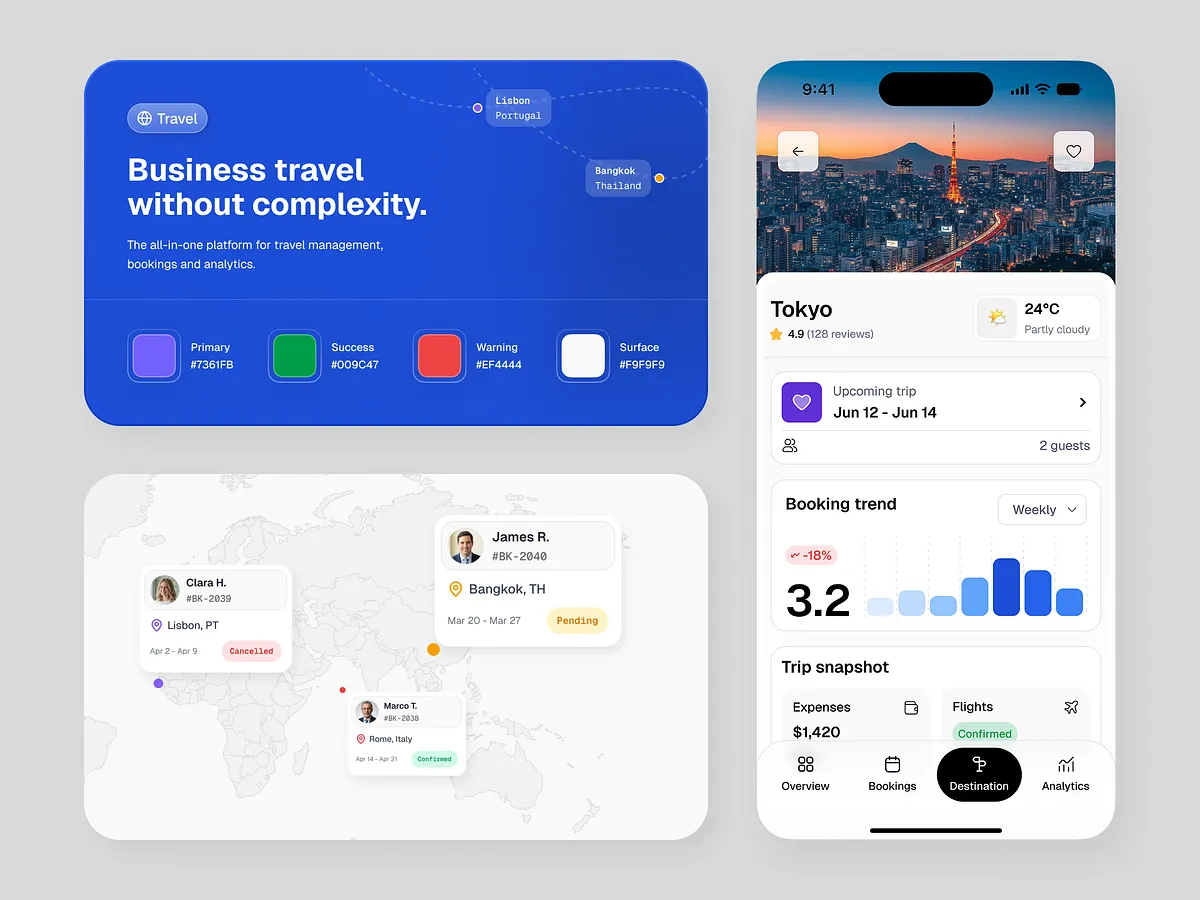 Travel
Business travel
without complexity.
The all-in-one platform for travel management,
bookings and analytics.
Lisbon
Portugal
Bangkok
Thailand
Primary
#7361FB
Success
#009C47
Warning
#EF4444
Surface
#F9F9F9
Clara H.
#BK-2039
Lisbon, PT
Apr 2 - Apr 9
Cancelled
James R.
#BK-2040
Bangkok, TH
Mar 20 - Mar 27
Pending
Marco T.
#BK-2038
Rome, Italy
Apr 14 - Apr 21
Confirmed
9:41
Tokyo
4.9 (128 reviews)
24°C
Partly cloudy
Upcoming trip
Jun 12 - Jun 14
2 guests
Booking trend
Weekly
-18%
3.2
Trip snapshot
Expenses
$1,420
Flights
Confirmed
Overview
Bookings
Destination
Analytics